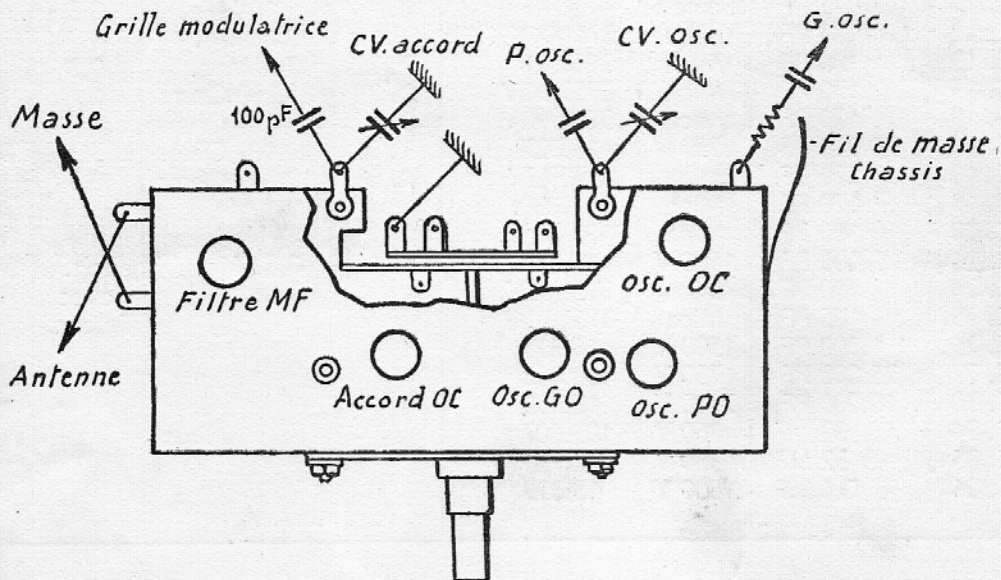 Grille modulatrice
CV. accord
P. osc.
CV. osc.
G. osc.
100pF
Masse
Fil de masse.
Chassis
Filtre MF
osc. OC
Antenne
Accord OC
Osc. GO
osc. PO